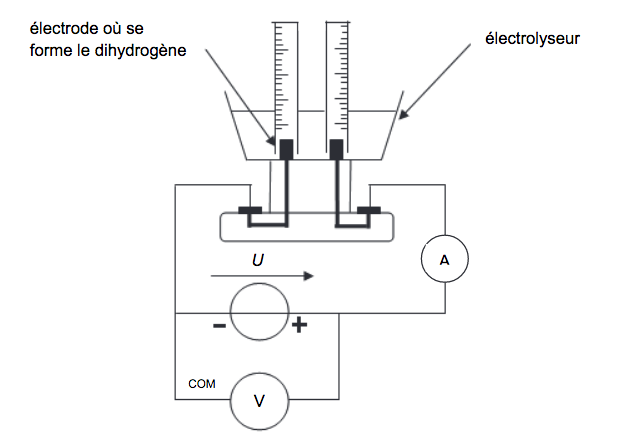 électrode où se
forme le dihydrogène
électrolyseur
A
U
- +
COM
V